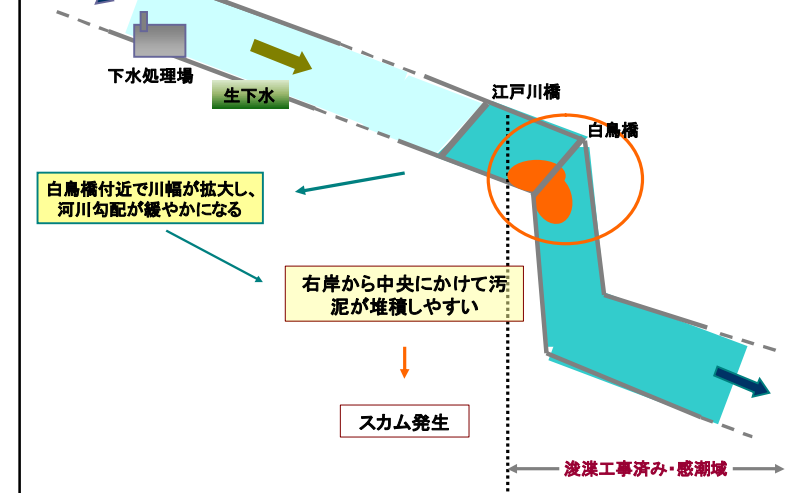 下水処理場
生下水
江戸川橋
白鳥橋
白鳥橋付近で川幅が拡大し、
河川勾配が緩やかになる
右岸から中央にかけて汚
泥が堆積しやすい
スカム発生
浚渫工事済み・感潮域